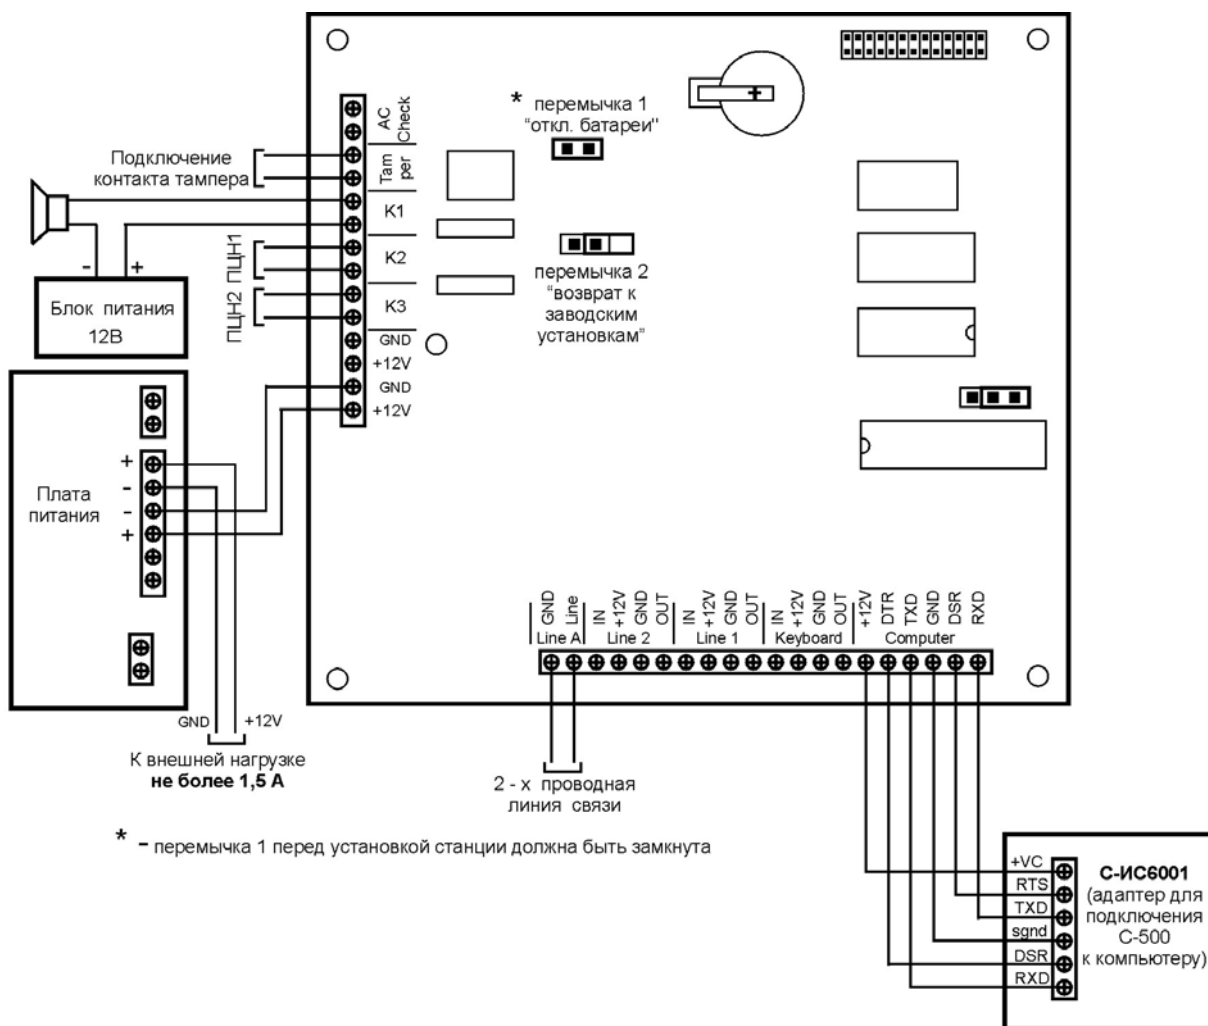 AC
Check
Tam
per
K1
K2
K3
GND
+12V
GND
+12V
* перемычка 1
“откл. батареи"
перемычка 2
“возврат к
заводским
установкам”
+
Подключение
контакта тампера
ПЦН1
ПЦН2
- +
Блок питания
12В
Плата
питания
+
-
-
+
GND +12V
К внешней нагрузке
не более 1,5 А
GND Line IN +12V GND OUT IN +12V GND OUT IN +12V GND OUT +12V DTR TXD GND DSR RXD
Line A Line 2 Line 1 Keyboard Computer
2 - х проводная
линия связи
* - перемычка 1 перед установкой станции должна быть замкнута
+VC
RTS
TXD
sgnd
DSR
RXD
С-ИС6001
(адаптер для
подключения
С-500
к компьютеру)